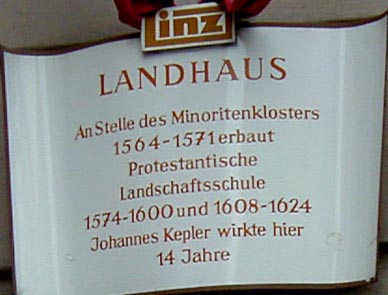 Linz
LANDHAUS
An Stelle des Minoritenklosters
1564-1571 erbaut
Protestantische
Landschaftsschule
1574-1600 und 1608-1624
Johannes Kepler wirkte hier
14 Jahre